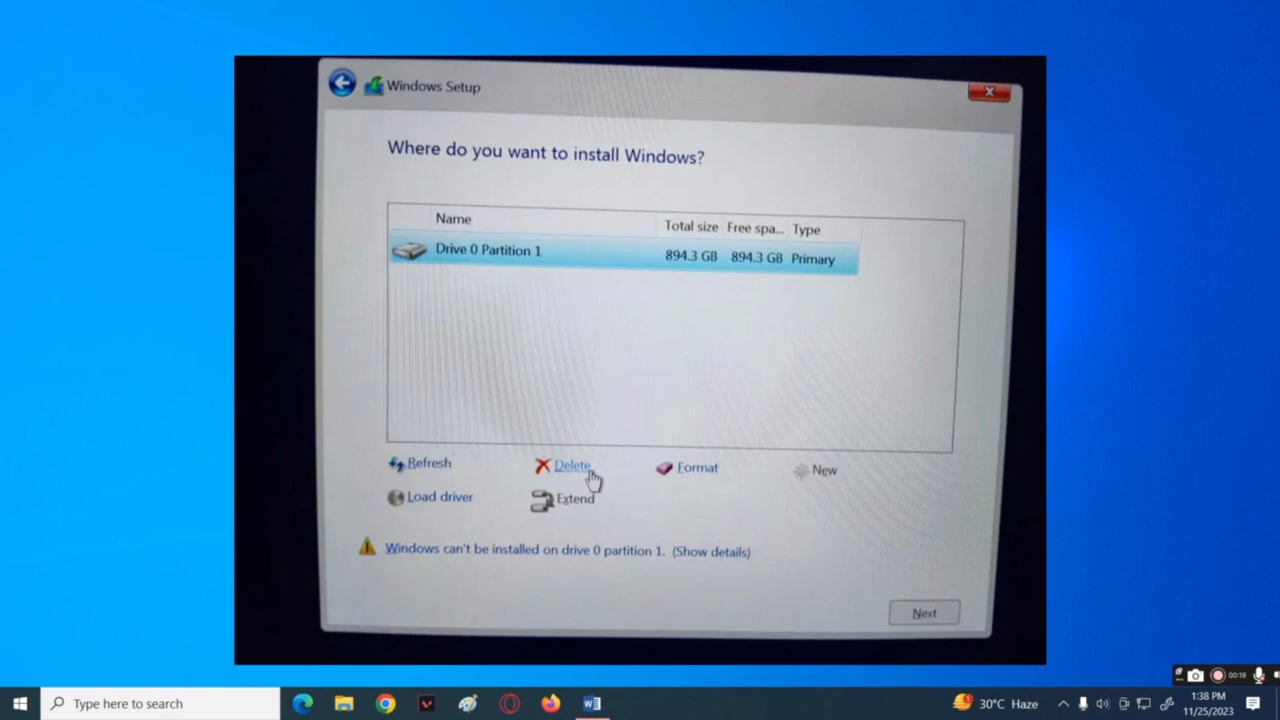 Windows Setup
Where do you want to install Windows?
Name Total size Free spa... Type
Drive 0 Partition 1 894.3 GB 894.3 GB Primary
Refresh Delete Format New
Load driver Extend
Windows can't be installed on drive 0 partition 1. (Show details)
Next
00:19
Type here to search
30°C Haze
1:38 PM
11/25/2023